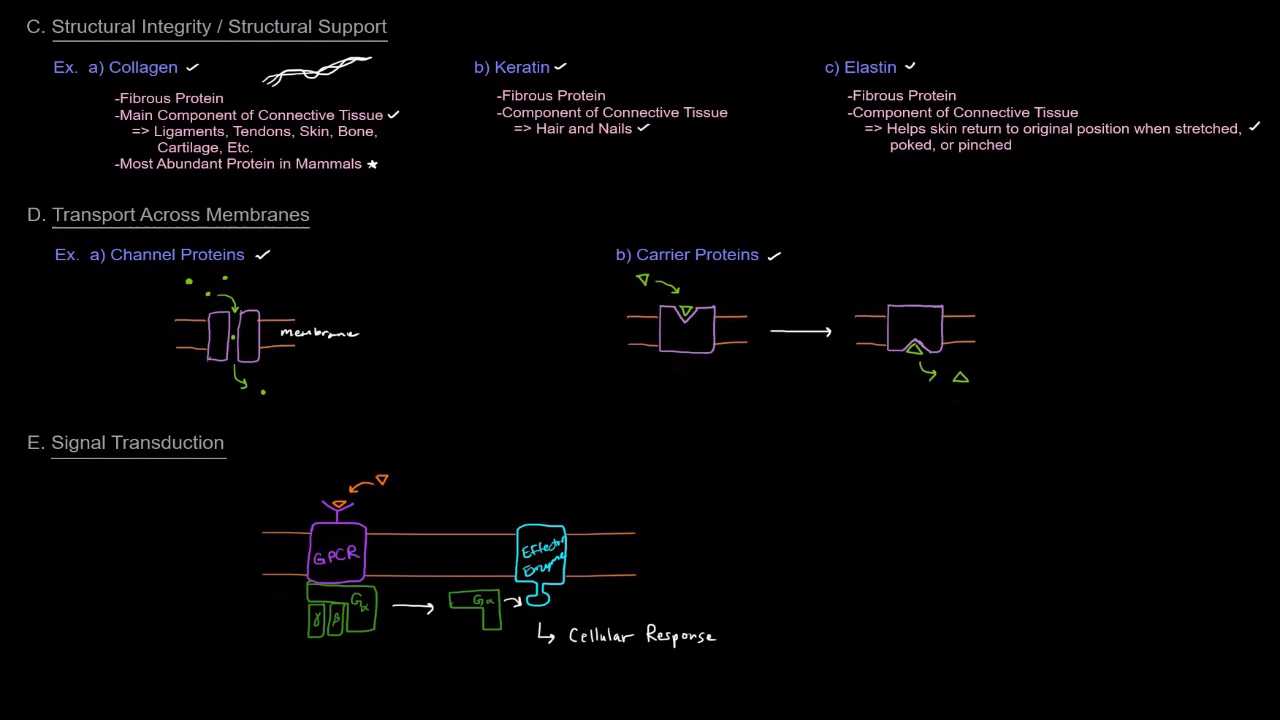 C. Structural Integrity / Structural Support
Ex. a) Collagen
-Fibrous Protein
-Main Component of Connective Tissue
=> Ligaments, Tendons, Skin, Bone,
Cartilage, Etc.
-Most Abundant Protein in Mammals
b) Keratin
-Fibrous Protein
-Component of Connective Tissue
=> Hair and Nails
c) Elastin
-Fibrous Protein
-Component of Connective Tissue
=> Helps skin return to original position when stretched,
poked, or pinched
D. Transport Across Membranes
Ex. a) Channel Proteins
membrane
b) Carrier Proteins
E. Signal Transduction
GPCR
Effector
Enzyme
γ β Gα
Gα
Cellular Response